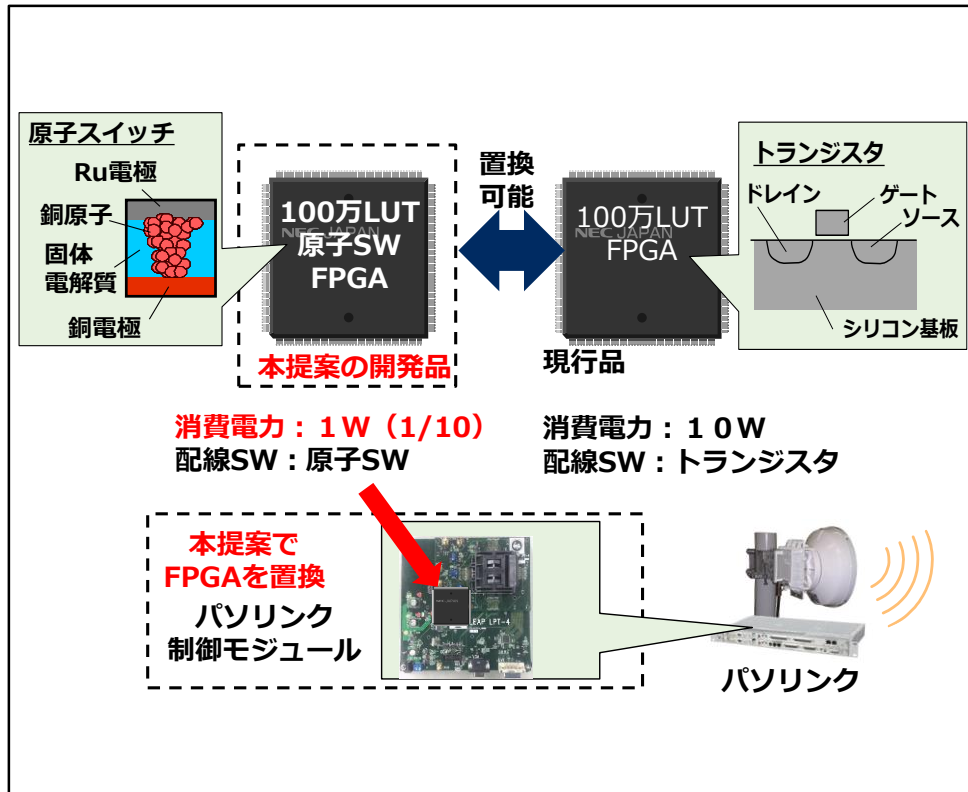 原子スイッチ
Ru電極
銅原子
固体
電解質
銅電極
NEC JAPAN
100万LUT
原子SW
FPGA
本提案の開発品
置換
可能
NEC JAPAN
100万LUT
FPGA
現行品
トランジスタ
ドレイン
ゲート
ソース
シリコン基板
消費電力：１W（1/10）
配線SW：原子SW
消費電力：１０W
配線SW：トランジスタ
本提案で
FPGAを置換
パソリンク
制御モジュール
LEAP LPT-4
パソリンク